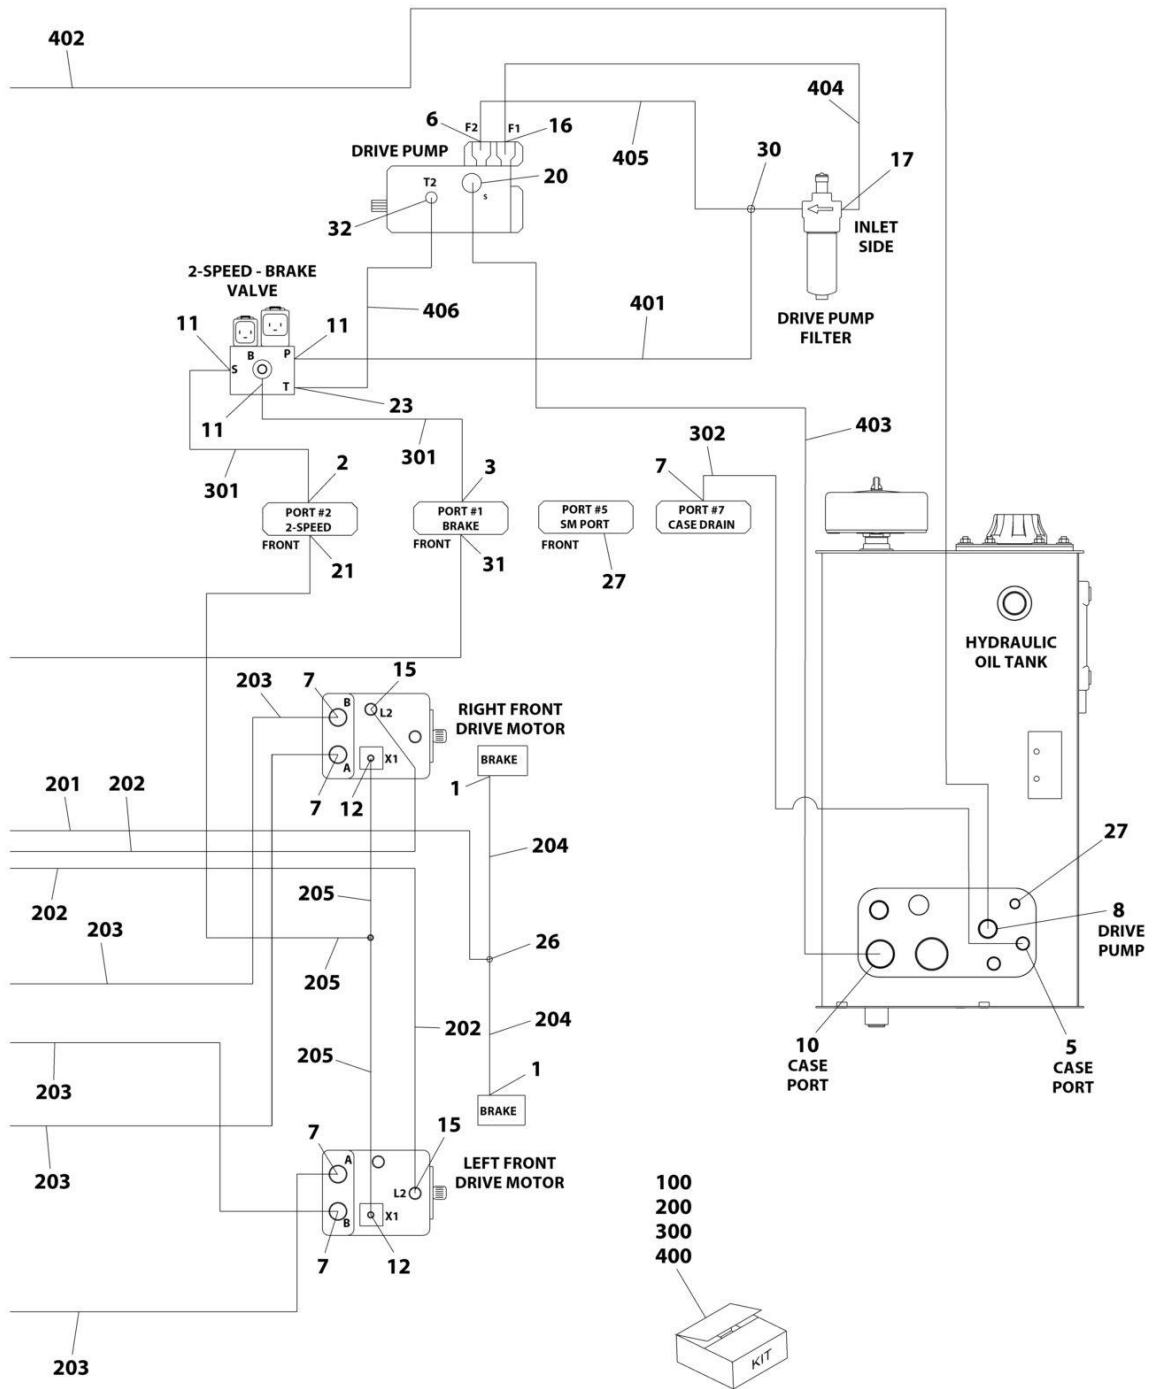 402
404
6
F2
F1
16
405
30
17
DRIVE PUMP
20
T2
S
32
INLET
SIDE
2-SPEED - BRAKE
VALVE
406
401
DRIVE PUMP
FILTER
11
11
B
P
S
T
23
11
403
301
302
301
2
3
7
PORT #2
2-SPEED
PORT #1
BRAKE
PORT #5
SM PORT
PORT #7
CASE DRAIN
FRONT
FRONT
FRONT
21
31
27
HYDRAULIC
OIL TANK
203
7
15
B
L2
RIGHT FRONT
DRIVE MOTOR
X1
A
BRAKE
201
202
7
12
1
27
204
205
202
8
DRIVE
PUMP
203
26
205
202
204
10
CASE
PORT
5
CASE
PORT
205
203
1
BRAKE
7
15
203
A
LEFT FRONT
DRIVE MOTOR
L2
X1
B
7
12
100
200
300
400
203
KIT